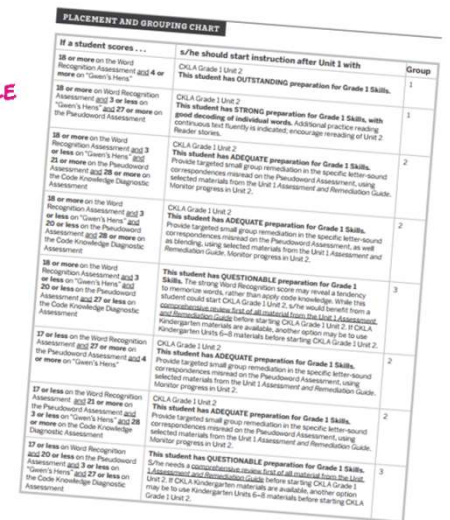 LE
PLACEMENT AND GROUPING CHART
If a student scores . . .
s/he should start instruction after Unit 1 with
Group
18 or more on the Word
Recognition Assessment and 4 or
more on "Gwen's Hens"
CKLA Grade 1 Unit 2
This student has OUTSTANDING preparation for Grade 1 Skills.
1
18 or more on Word Recognition
Assessment and 3 or less on
"Gwen's Hens" and 27 or more on
the Pseudoword Assessment
CKLA Grade 1 Unit 2
This student has STRONG preparation for Grade 1 Skills, with
good decoding of individual words. Additional practice reading
continuous text fluently is indicated; encourage rereading of Unit 2
Reader stories.
1
18 or more on the Word
Recognition Assessment and 3
or less on "Gwen's Hens" and
21 or more on the Pseudoword
Assessment and 28 or more on
the Code Knowledge Diagnostic
Assessment
CKLA Grade 1 Unit 2
This student has ADEQUATE preparation for Grade 1 Skills.
Provide targeted small group remediation in the specific letter-sound
correspondences misread on the Pseudoword Assessment, using
selected materials from the Unit 1 Assessment and Remediation Guide.
Monitor progress in Unit 2.
2
18 or more on the Word
Recognition Assessment and 3
or less on "Gwen's Hens" and
20 or less on the Pseudoword
Assessment and 28 or more on
the Code Knowledge Diagnostic
Assessment
CKLA Grade 1 Unit 2
This student has ADEQUATE preparation for Grade 1 Skills.
Provide targeted small group remediation in the specific letter-sound
correspondences misread on the Pseudoword Assessment, as well
as blending, using selected materials from the Unit 1 Assessment and
Remediation Guide. Monitor progress in Unit 2.
2
18 or more on the Word
Recognition Assessment and 3
or less on "Gwen's Hens" and
20 or less on the Pseudoword
Assessment and 27 or less on
the Code Knowledge Diagnostic
Assessment
This student has QUESTIONABLE preparation for Grade 1
Skills. The strong Word Recognition score may reveal a tendency
to memorize words, rather than apply code knowledge. While this
student could start CKLA Grade 1 Unit 2, s/he would benefit from a
comprehensive review first of all material from the Unit 1 Assessment
and Remediation Guide before starting CKLA Grade 1 Unit 2. If CKLA
Kindergarten materials are available, another option may be to use
Kindergarten Units 6–8 materials before starting CKLA Grade 1 Unit 2.
3
17 or less on the Word Recognition
Assessment and 27 or more on
the Pseudoword Assessment and 4
or more on "Gwen's Hens"
CKLA Grade 1 Unit 2
This student has ADEQUATE preparation for Grade 1 Skills.
Provide targeted small group remediation in the specific letter-sound
correspondences misread on the Pseudoword Assessment, using
selected materials from the Unit 1 Assessment and Remediation Guide.
Monitor progress in Unit 2.
2
17 or less on the Word Recognition
Assessment and 21 or more on
the Pseudoword Assessment and
3 or less on "Gwen's Hens" and 28
or more on the Code Knowledge
Diagnostic Assessment
CKLA Grade 1 Unit 2
This student has ADEQUATE preparation for Grade 1 Skills.
Provide targeted small group remediation in the specific letter-sound
correspondences misread on the Pseudoword Assessment, using
selected materials from the Unit 1 Assessment and Remediation Guide.
Monitor progress in Unit 2.
2
17 or less on Word Recognition
and 20 or less on the Pseudoword
Assessment and 3 or less on
"Gwen's Hens" and 27 or less on
the Code Knowledge Diagnostic
Assessment
This student has QUESTIONABLE preparation for Grade 1 Skills.
S/he needs a comprehensive review first of all material from the Unit
1 Assessment and Remediation Guide before starting CKLA Grade 1
Unit 2. If CKLA Kindergarten materials are available, another option
may be to use Kindergarten Units 6–8 materials before starting CKLA
Grade 1 Unit 2.
3